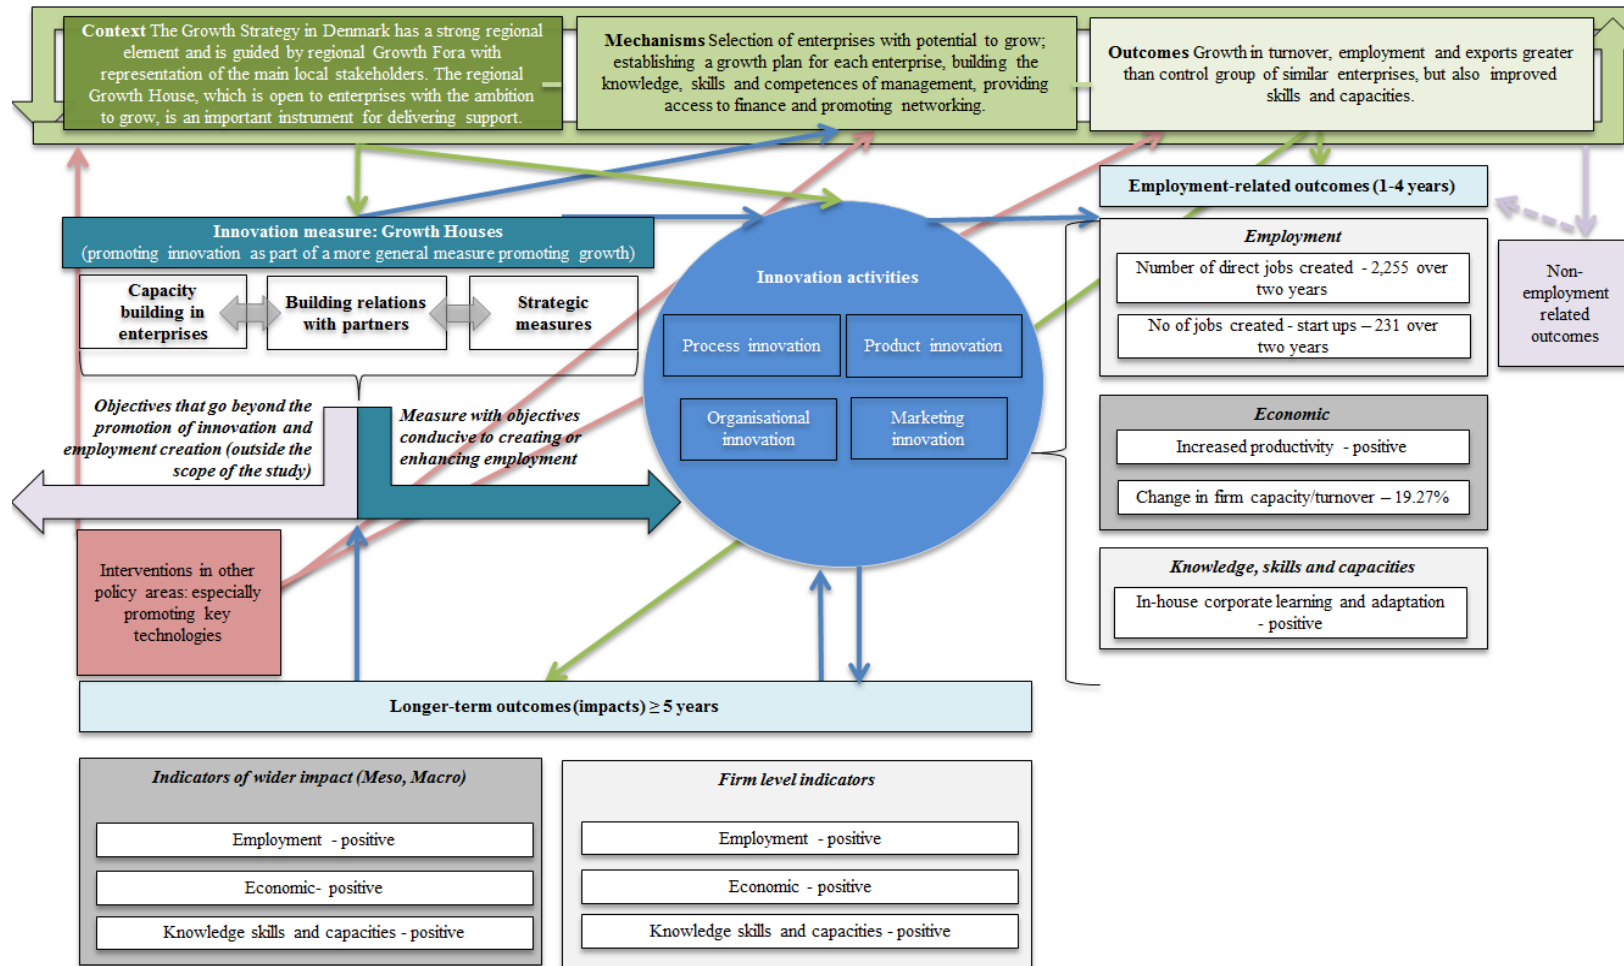 Context The Growth Strategy in Denmark has a strong regional
element and is guided by regional Growth Fora with
representation of the main local stakeholders. The regional
Growth House, which is open to enterprises with the ambition
to grow, is an important instrument for delivering support.
Mechanisms Selection of enterprises with potential to grow;
establishing a growth plan for each enterprise, building the
knowledge, skills and competences of management, providing
access to finance and promoting networking.
Outcomes Growth in turnover, employment and exports greater
than control group of similar enterprises, but also improved
skills and capacities.
Innovation measure: Growth Houses
(promoting innovation as part of a more general measure promoting growth)
Capacity
building in
enterprises
Building relations
with partners
Strategic
measures
Objectives that go beyond the
promotion of innovation and
employment creation (outside the
scope of the study)
Measure with objectives
conducive to creating or
enhancing employment
Interventions in other
policy areas: especially
promoting key
technologies
Innovation activities
Process innovation
Product innovation
Organisational
innovation
Marketing
innovation
Employment-related outcomes (1-4 years)
Employment
Number of direct jobs created - 2,255 over
two years
No of jobs created - start ups – 231 over
two years
Non-
employment
related
outcomes
Economic
Increased productivity - positive
Change in firm capacity/turnover – 19.27%
Knowledge, skills and capacities
In-house corporate learning and adaptation
- positive
Longer-term outcomes (impacts) ≥ 5 years
Indicators of wider impact (Meso, Macro)
Employment - positive
Economic- positive
Knowledge skills and capacities - positive
Firm level indicators
Employment - positive
Economic - positive
Knowledge skills and capacities - positive